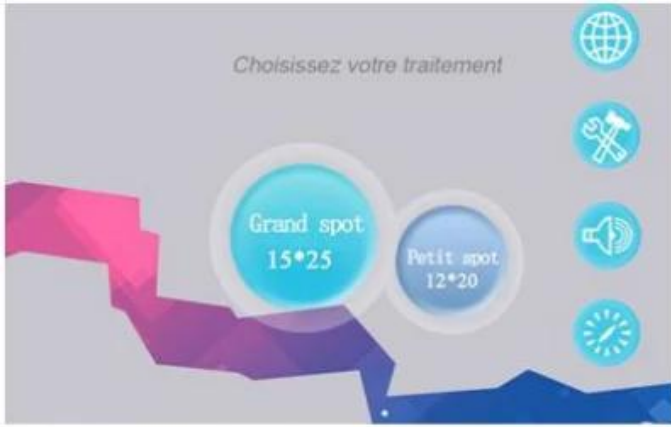 Choisissez votre traitement
Grand spot
15*25
Petit spot
12*20